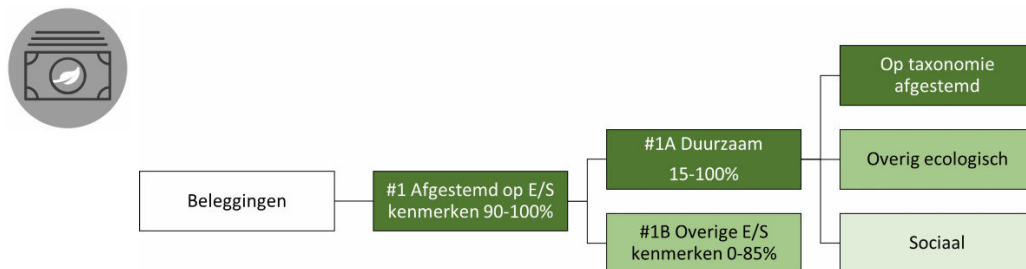 Beleggingen
#1 Afgestemd op E/S
kenmerken 90-100%
#1A Duurzaam
15-100%
#1B Overige E/S
kenmerken 0-85%
Op taxonomie
afgestemd
Overig ecologisch
Sociaal